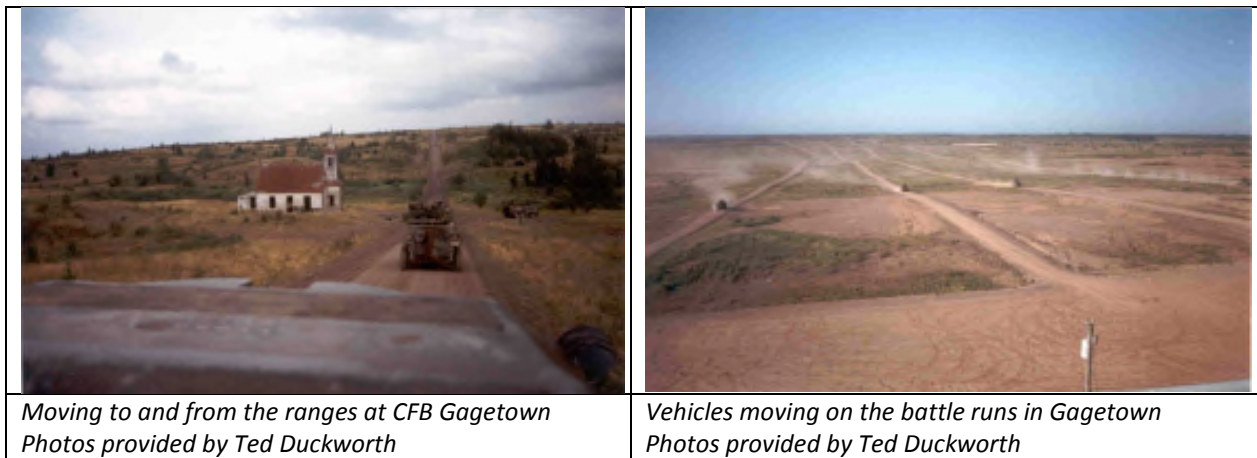 Moving to and from the ranges at CFB Gagetown
Photos provided by Ted Duckworth
Vehicles moving on the battle runs in Gagetown
Photos provided by Ted Duckworth